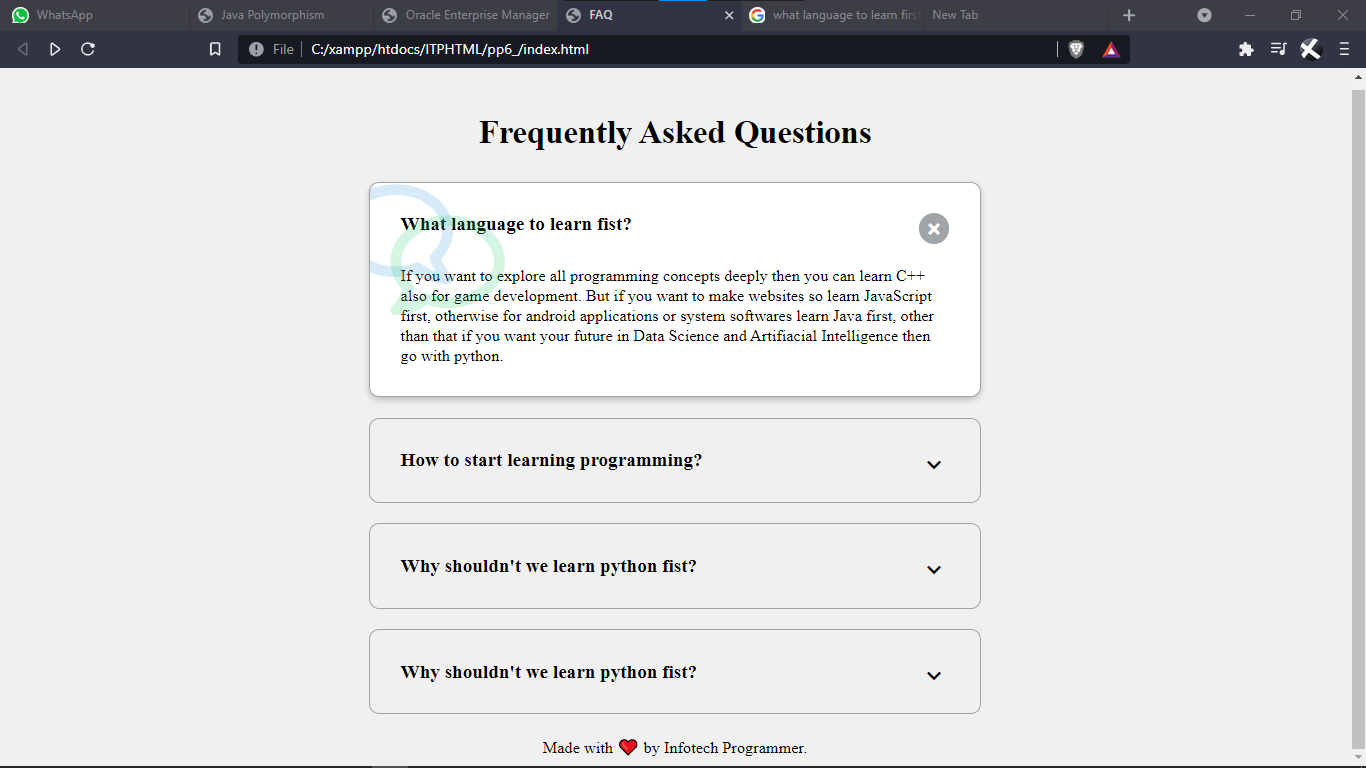 WhatsApp
Java Polymorphism
Oracle Enterprise Manager
FAQ
what language to learn firs
New Tab
File
C:/xampp/htdocs/ITPHTML/pp6_/index.html
Frequently Asked Questions
What language to learn fist?
If you want to explore all programming concepts deeply then you can learn C++
also for game development. But if you want to make websites so learn JavaScript
first, otherwise for android applications or system softwares learn Java first, other
than that if you want your future in Data Science and Artifiacial Intelligence then
go with python.
How to start learning programming?
Why shouldn't we learn python fist?
Why shouldn't we learn python fist?
Made with ❤ by Infotech Programmer.